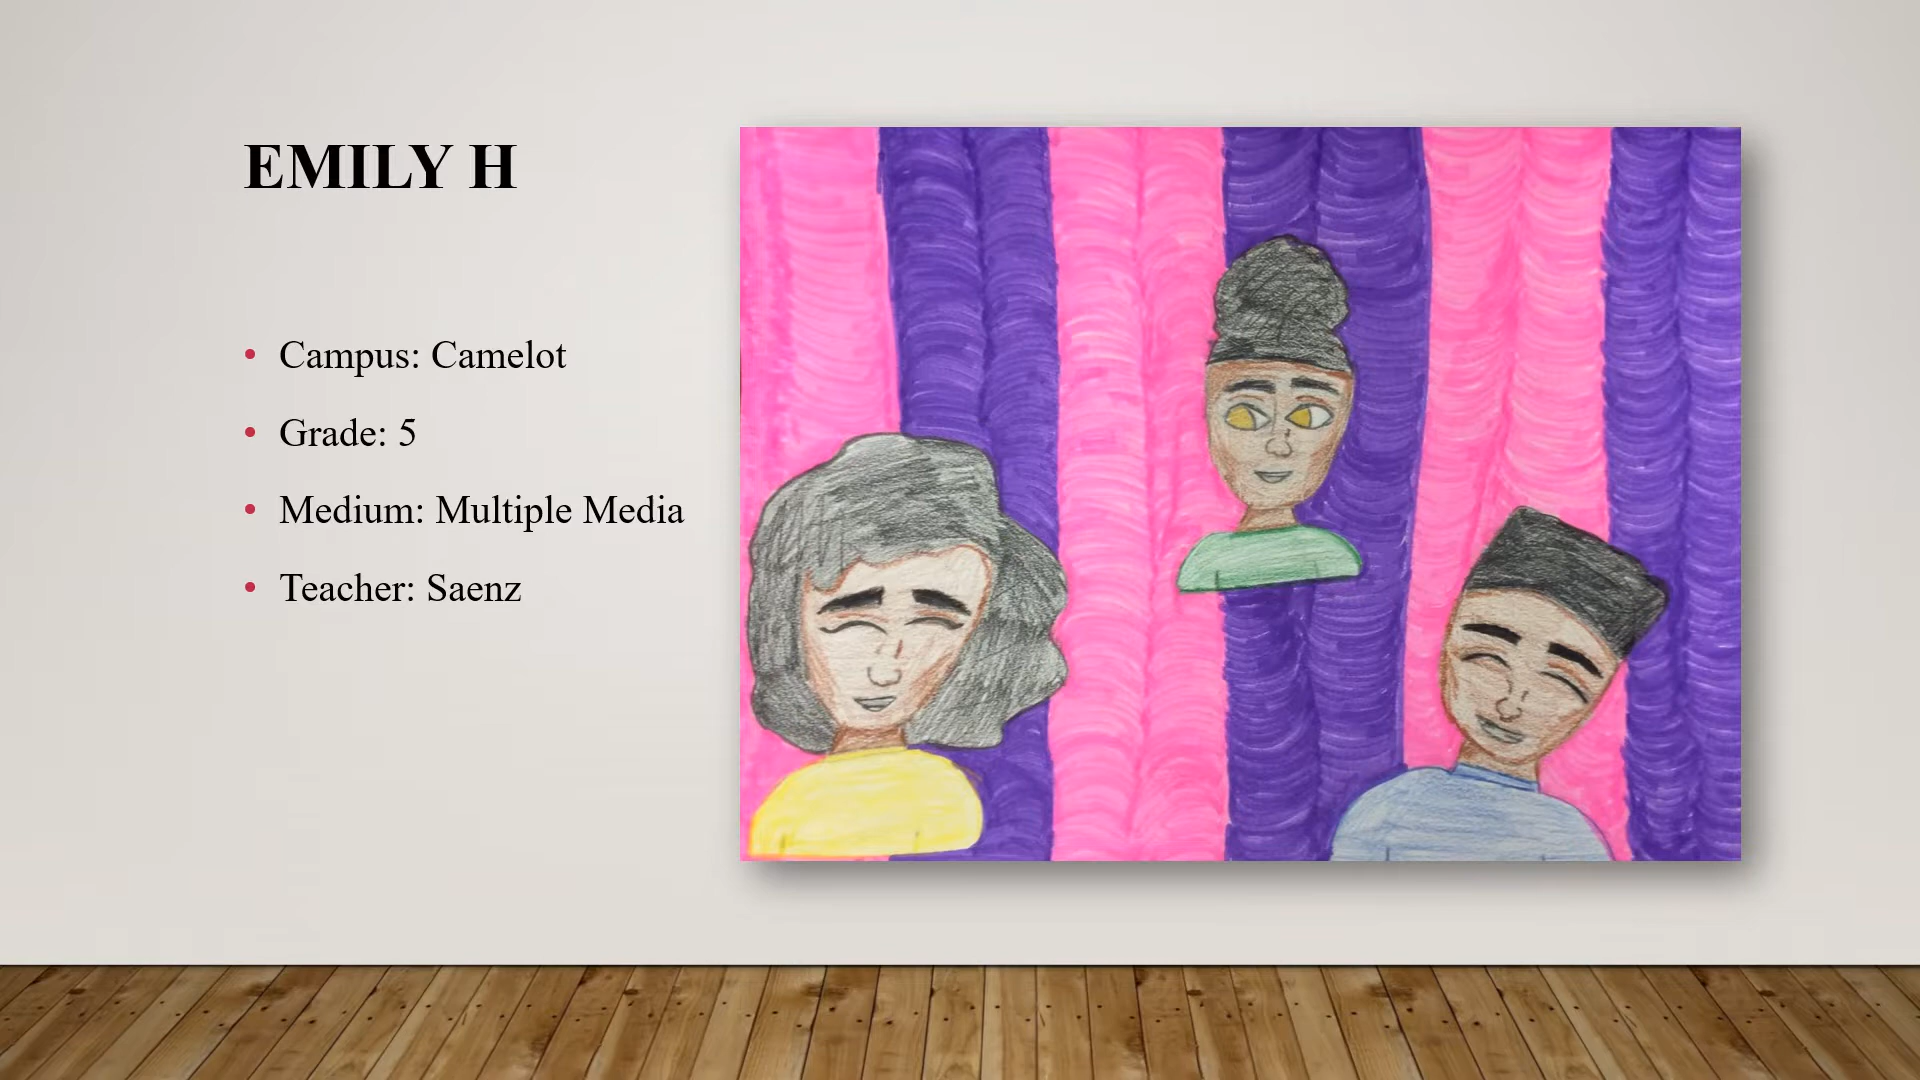 EMILY H
• Campus: Camelot
• Grade: 5
• Medium: Multiple Media
• Teacher: Saenz